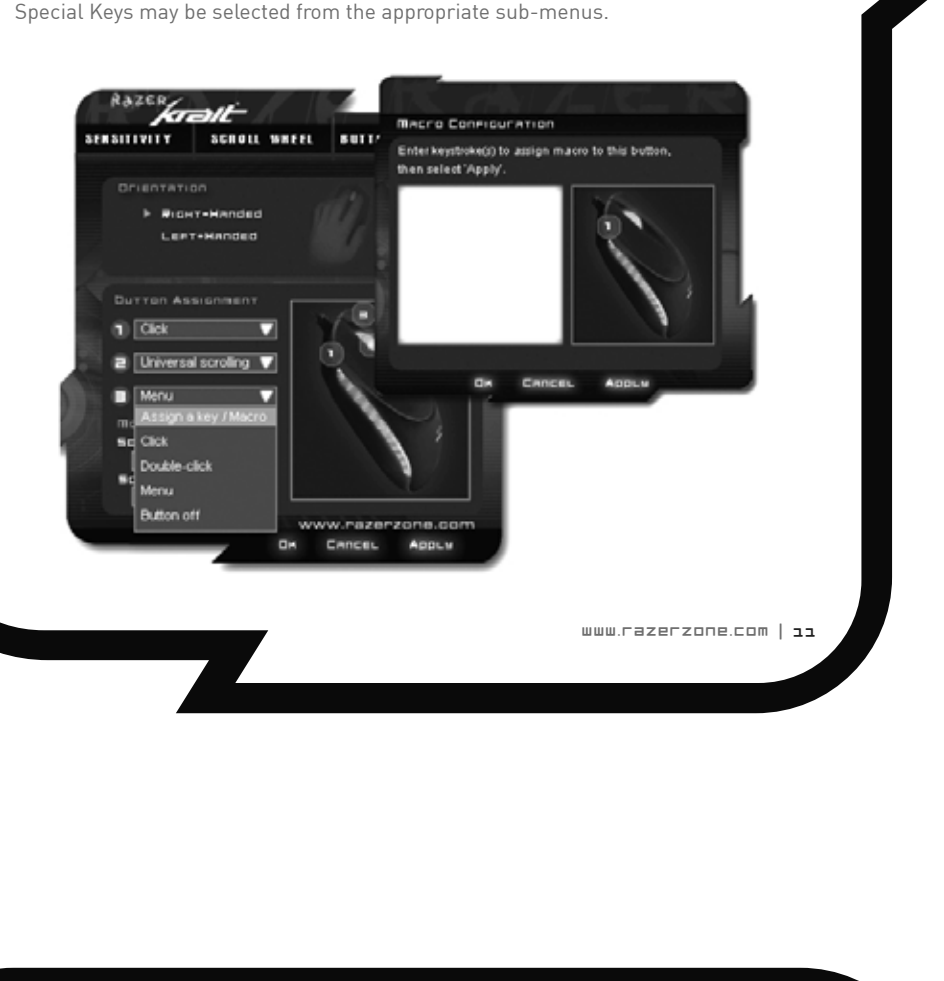 Special Keys may be selected from the appropriate sub-menus.
RAZER
krait
SENSITIVITY
SCROLL WHEEL
Orientation
Right-Handed
Left-Handed
Button Assignment
1 Click
2 Universal scrolling
3 Menu
Assign a key / Macro
Click
Double-click
Menu
Button off
1
www.razerzone.com
Ok Cancel Apply
Macro Configuration
Enter keystroke(s) to assign macro to this button,
then select 'Apply'.
1
Ok Cancel Apply
www.razerzone.com | 11